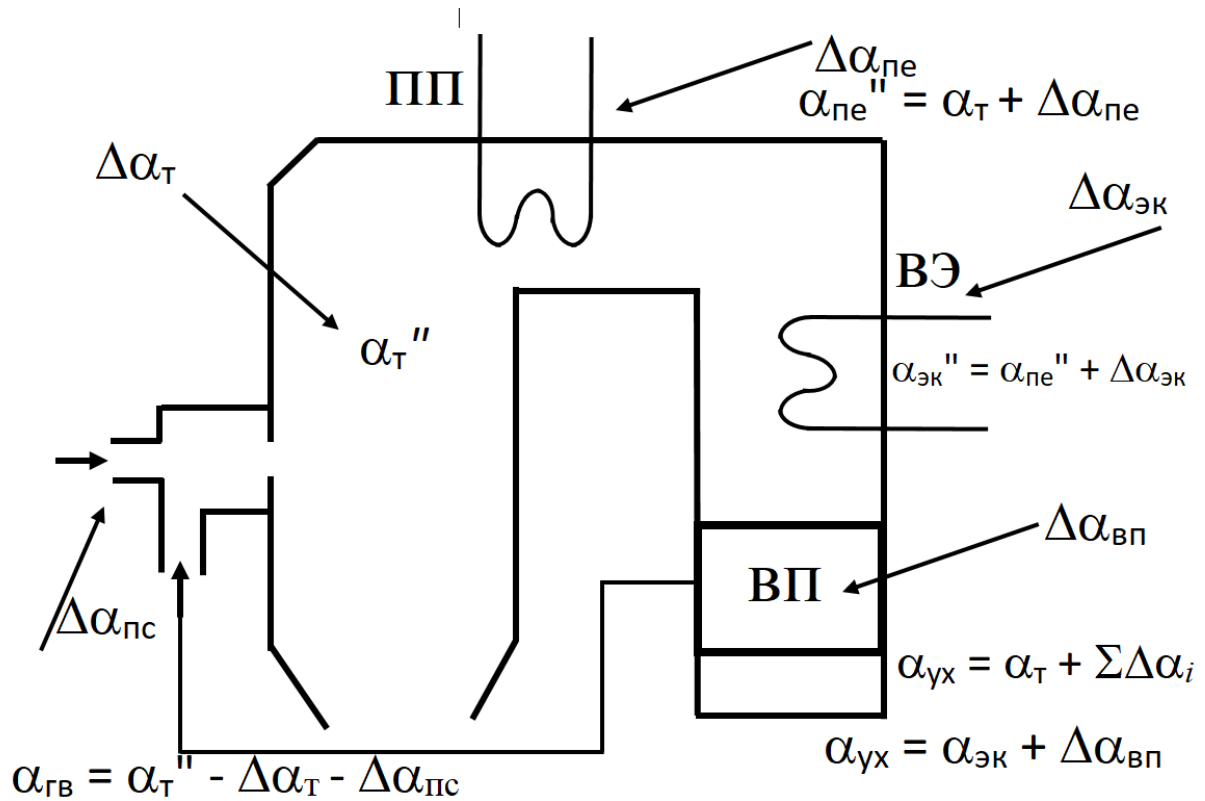 Δαпе
ПП
αпе" = αт + Δαпе
Δαт
Δαэк
ВЭ
αт"
αэк" = αпе" + Δαэк
Δαвп
ВП
Δαпс
αух = αт + ΣΔαi
αух = αэк + Δαвп
αгв = αт" - Δαт - Δαпс